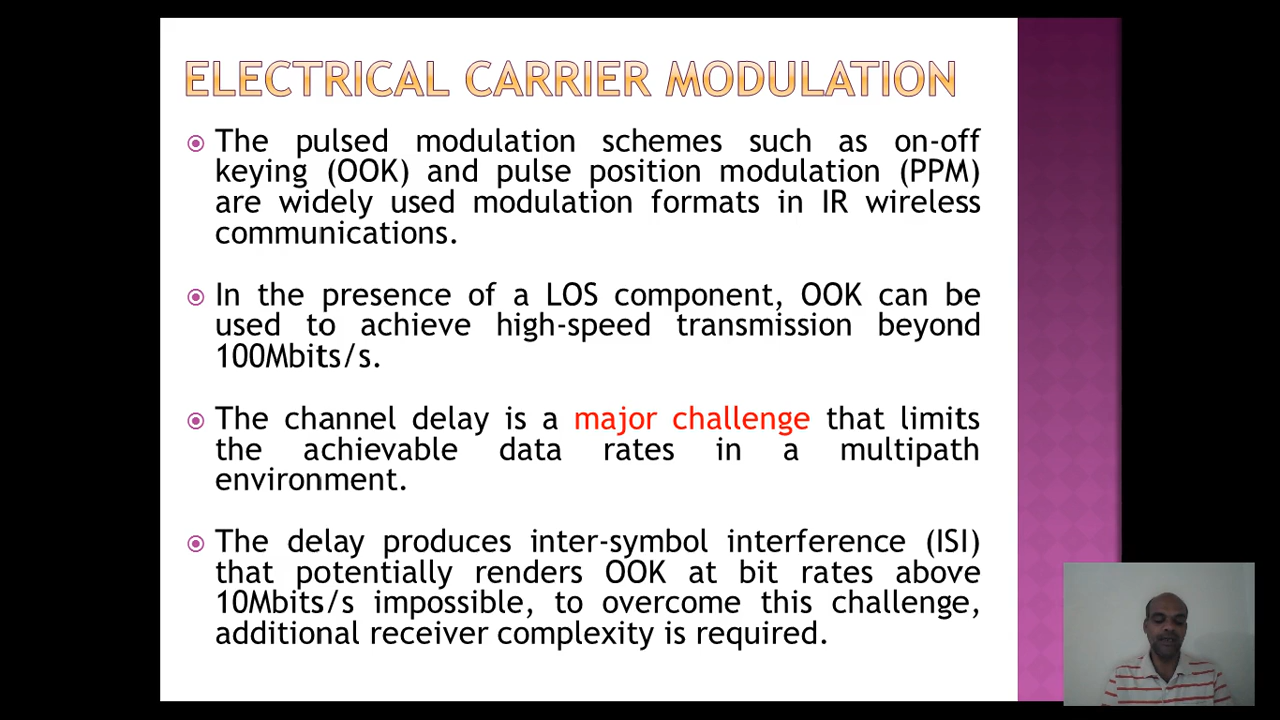 ELECTRICAL CARRIER MODULATION
The pulsed modulation schemes such as on-off
keying (OOK) and pulse position modulation (PPM)
are widely used modulation formats in IR wireless
communications.
In the presence of a LOS component, OOK can be
used to achieve high-speed transmission beyond
100Mbits/s.
The channel delay is a major challenge that limits
the achievable data rates in a multipath
environment.
The delay produces inter-symbol interference (ISI)
that potentially renders OOK at bit rates above
10Mbits/s impossible, to overcome this challenge,
additional receiver complexity is required.